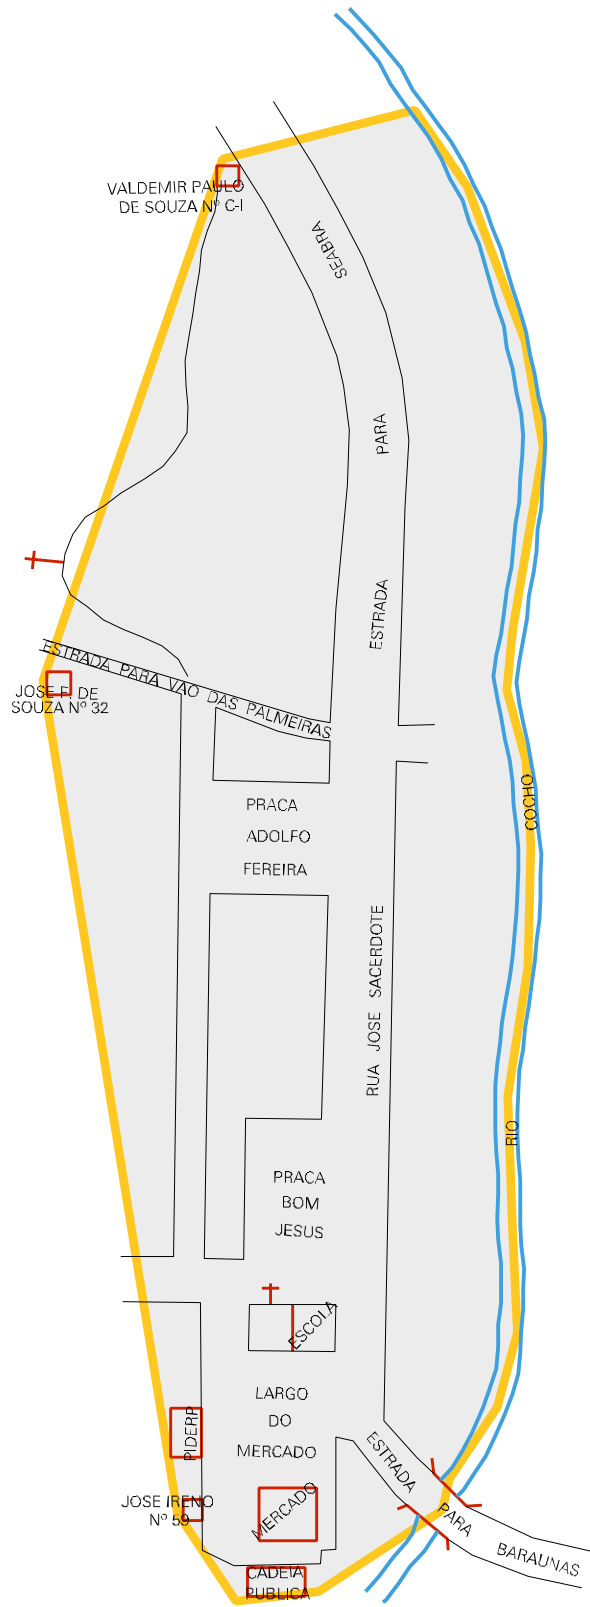 VALDEMIR PAULO
DE SOUZA Nº C-I
ESTRADA PARA SEABRA
ESTRADA PARA VAO DAS PALMEIRAS
JOSE F. DE
SOUZA Nº 32
PRACA
ADOLFO
FEREIRA
RIO COCHO
RUA JOSE SACERDOTE
PRACA
BOM
JESUS
ESCOLA
LARGO
DO
MERCADO
PIDERP
ESTRADA PARA BARAUNAS
JOSE IRENO
Nº 59
MERCADO
CADEIA
PUBLICA